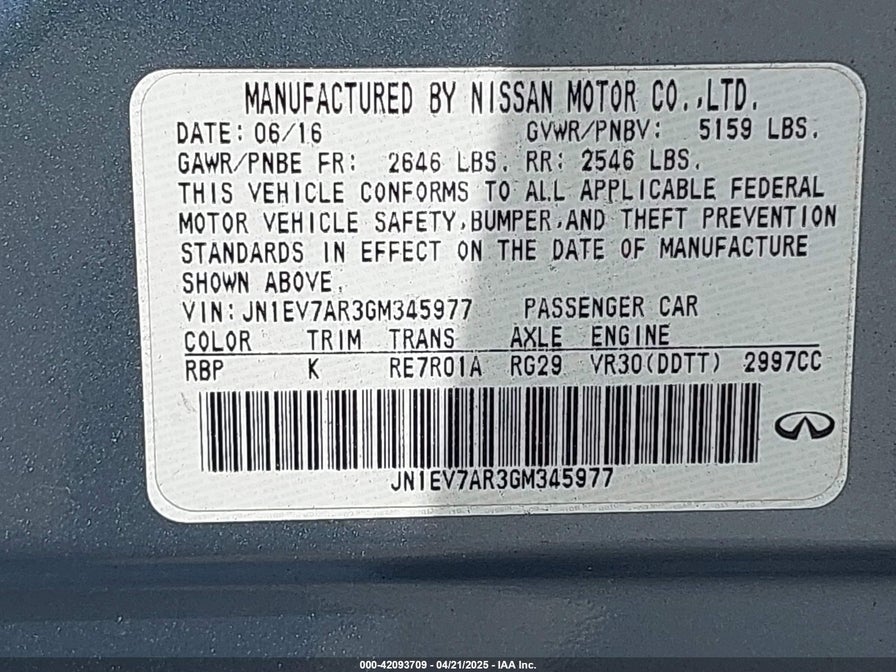 MANUFACTURED BY NISSAN MOTOR CO.,LTD.
DATE: 06/16 GVWR/PNBV: 5159 LBS.
GAWR/PNBE FR: 2646 LBS. RR: 2546 LBS.
THIS VEHICLE CONFORMS TO ALL APPLICABLE FEDERAL
MOTOR VEHICLE SAFETY,BUMPER,AND THEFT PREVENTION
STANDARDS IN EFFECT ON THE DATE OF MANUFACTURE
SHOWN ABOVE.
VIN:JN1EV7AR3GM345977 PASSENGER CAR
COLOR TRIM TRANS AXLE ENGINE
RBP K RE7R01A RG29 VR30(DDTT) 2997CC
JN1EV7AR3GM345977
000-42093709 - 04/21/2025 - IAA Inc.